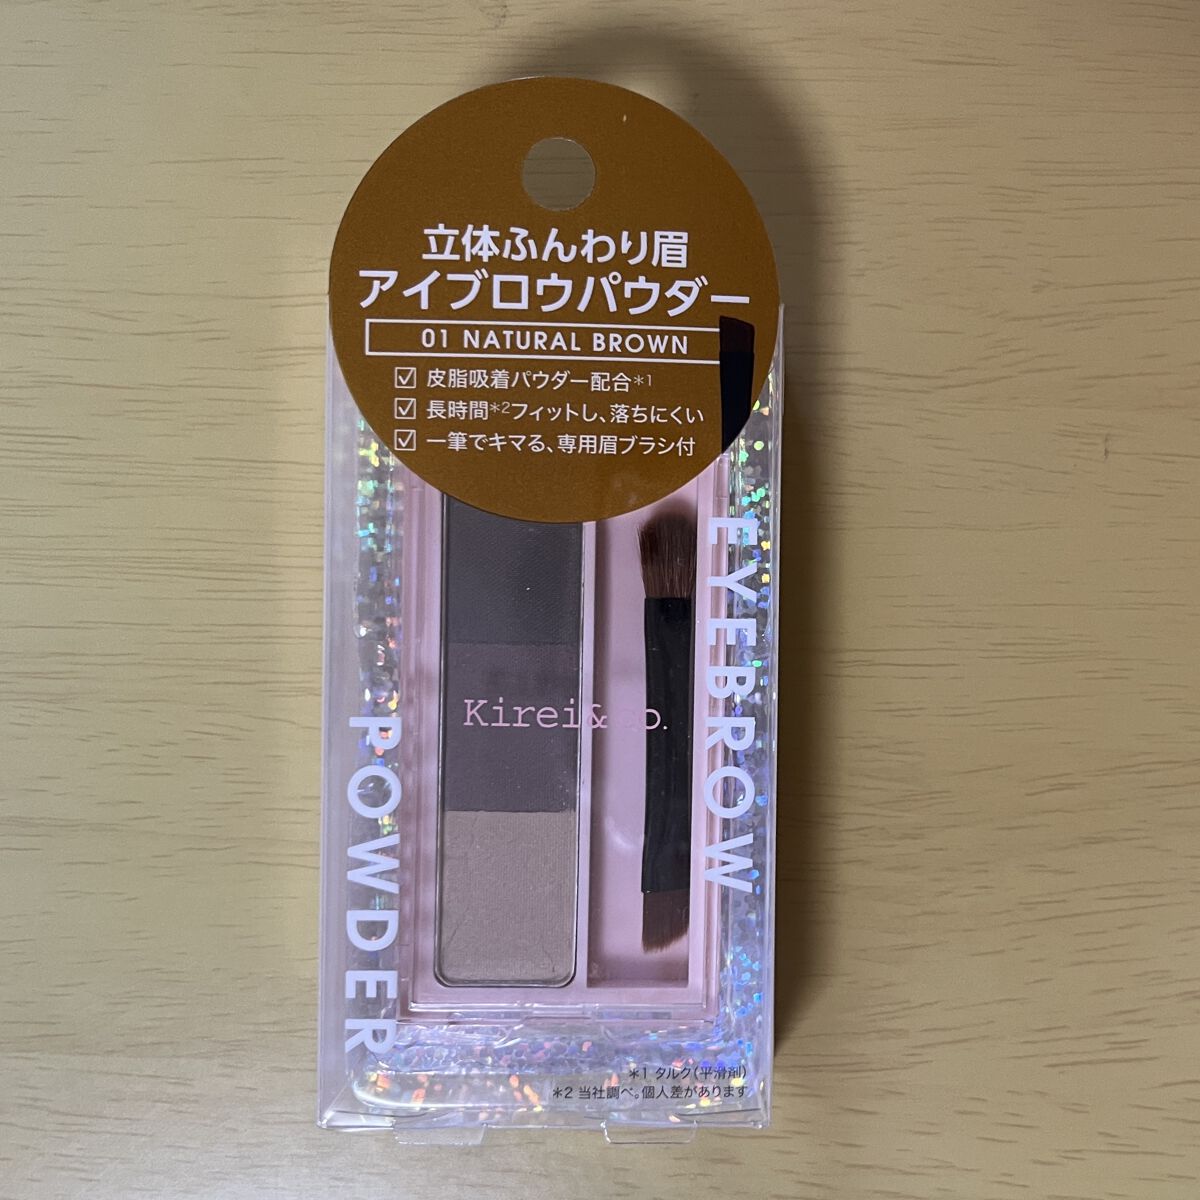 立体ふんわり眉
アイブロウパウダー
01 NATURAL BROWN
☑ 皮脂吸着パウダー配合*1
☑ 長時間*2フィットし、落ちにくい
☑ 一筆でキマる、専用眉ブラシ付
EYEBROW
Kirei&co.
POWDER
*1 タルク(平滑剤)
*2 当社調べ。個人差があります